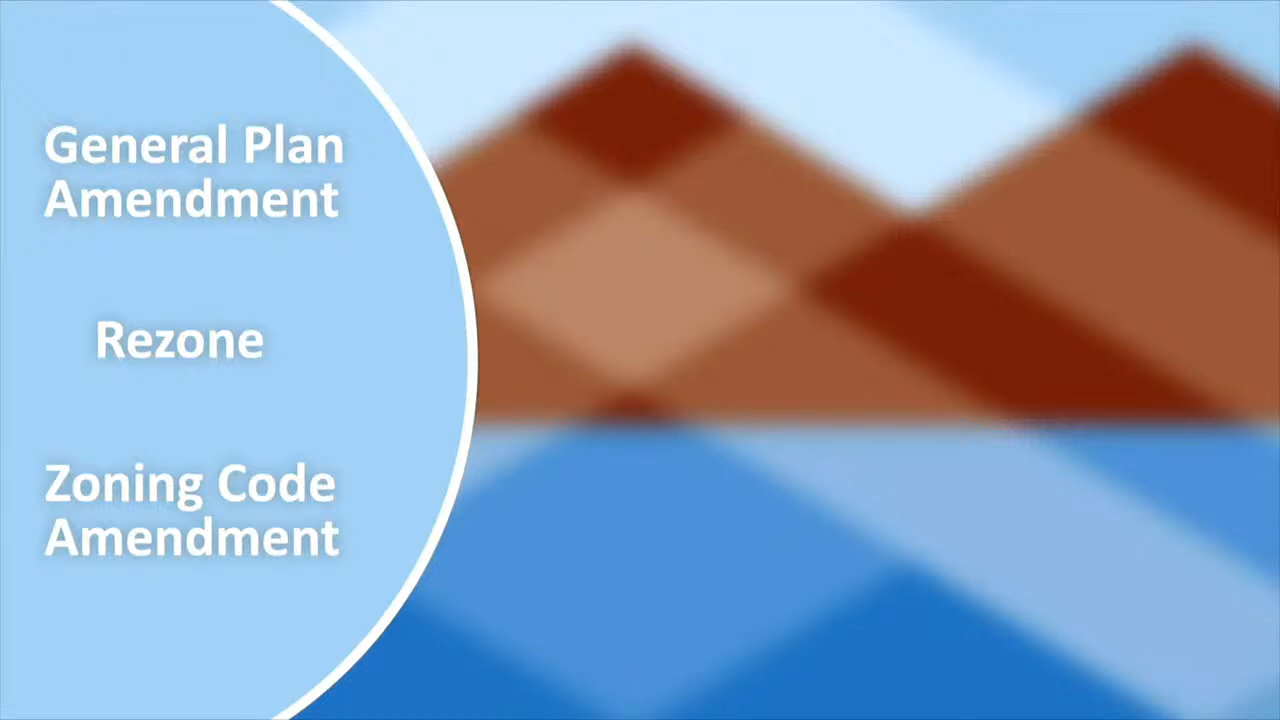 General Plan
Amendment
Rezone
Zoning Code
Amendment